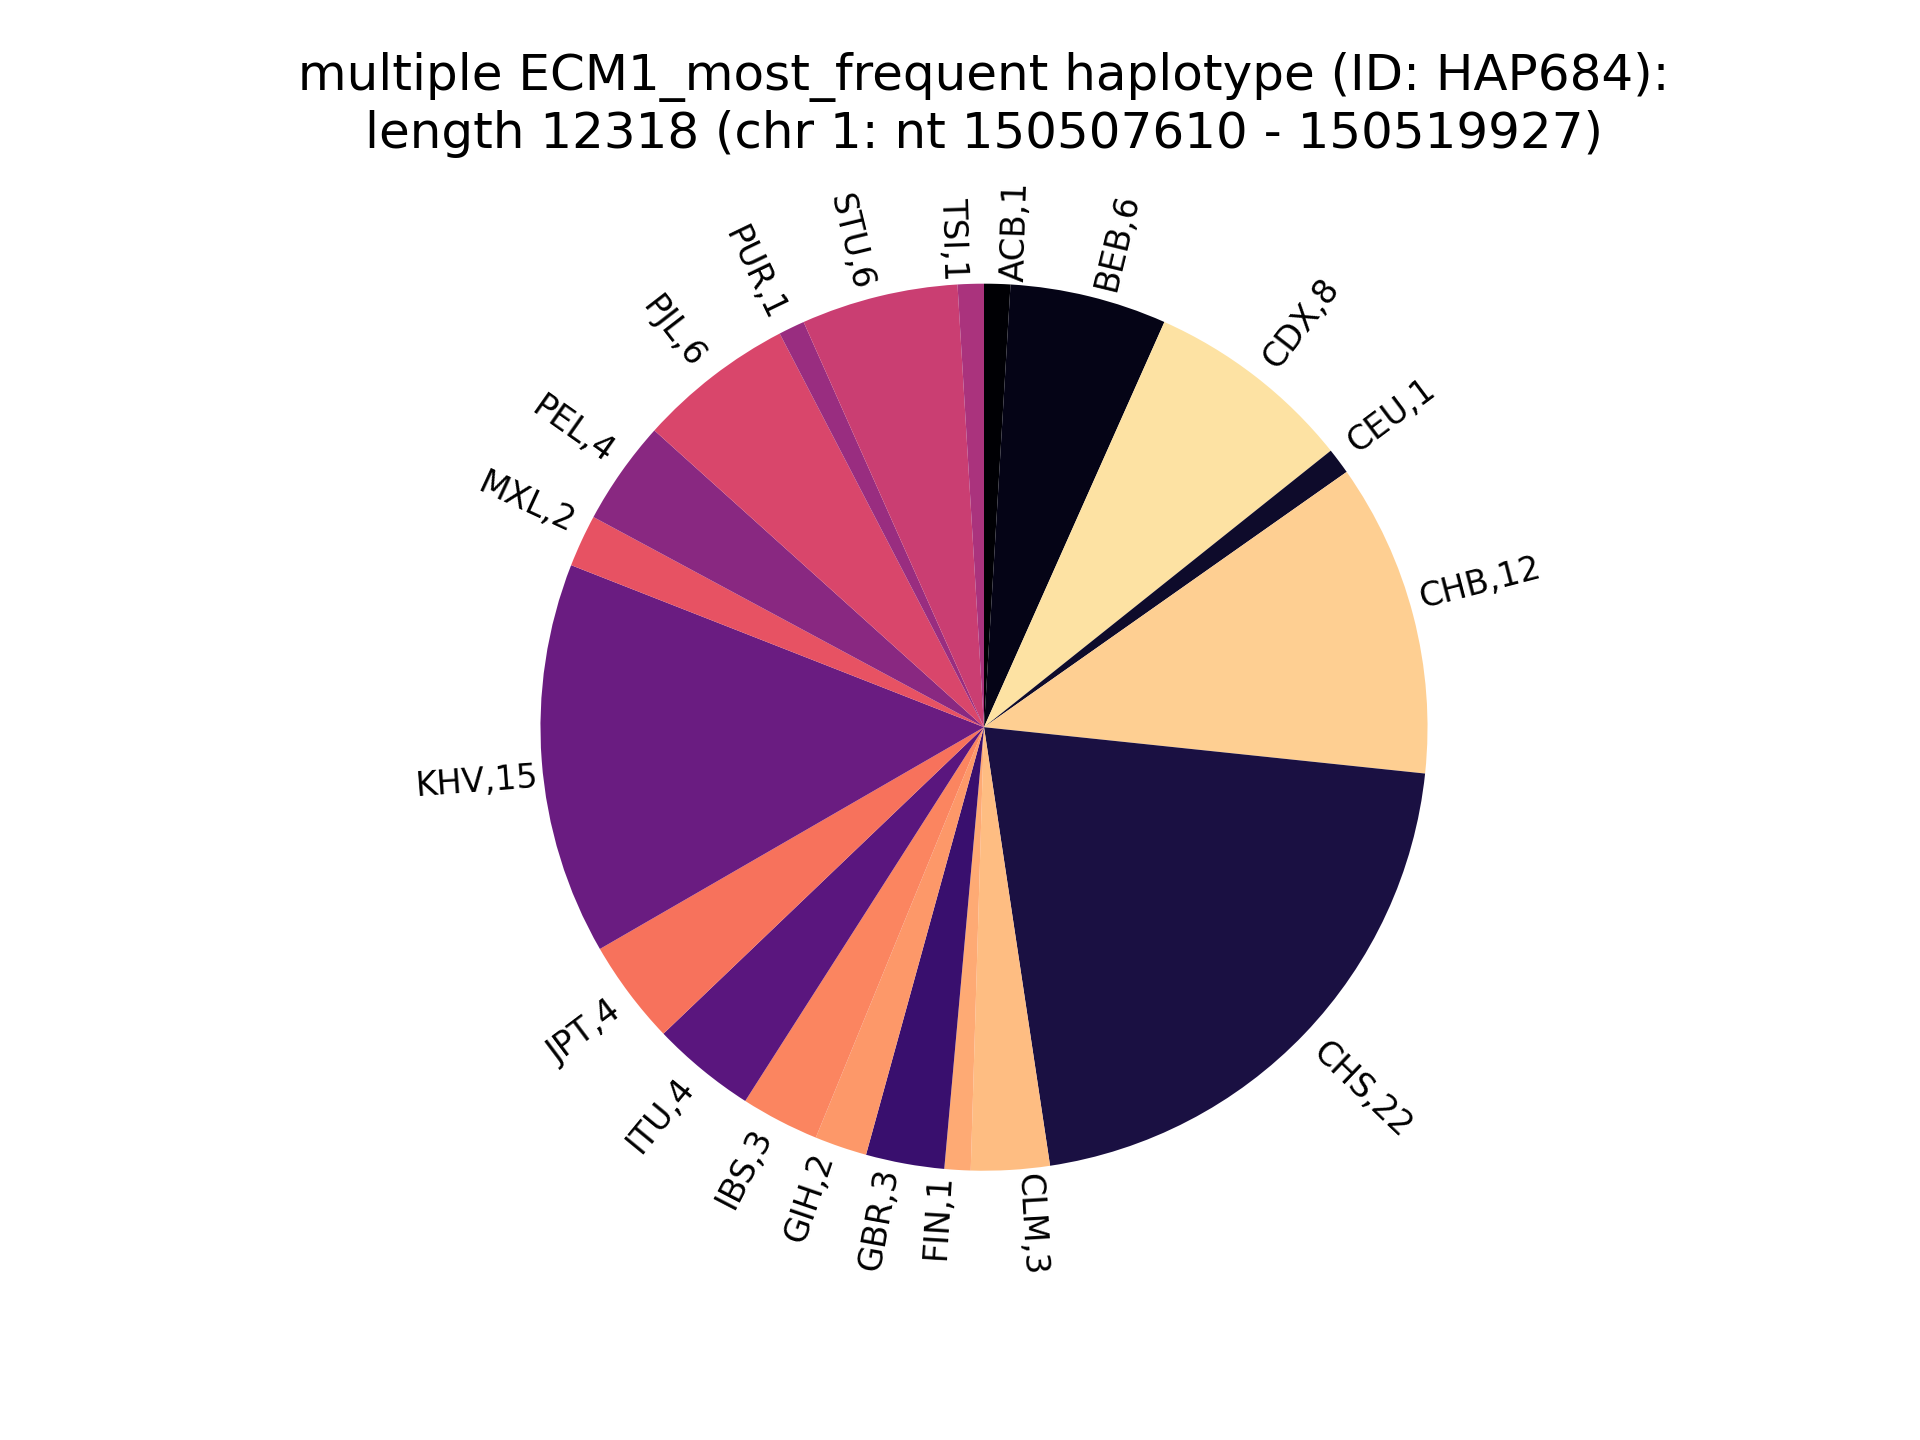 multiple ECM1_most_frequent haplotype (ID: HAP684):
length 12318 (chr 1: nt 150507610 - 150519927)
ACB,1
BEB,6
CDX,8
CEU,1
CHB,12
CHS,22
CLM,3
FIN,1
GBR,3
GIH,2
IBS,3
ITU,4
JPT,4
KHV,15
MXL,2
PEL,4
PJL,6
PUR,1
STU,6
TSI,1